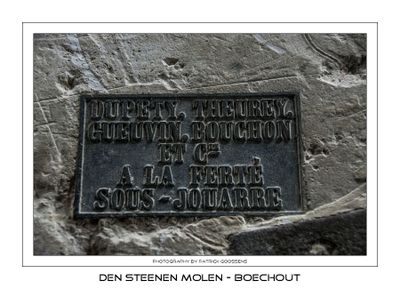 DUPETY, THEUREY,
GUEUVIN, BOUCHON
ET Cie
A LA FERTÉ
SOUS-JOUARRE
PHOTOGRAPHY BY PATRICK GOOSSENS
DEN STEENEN MOLEN - BOECHOUT